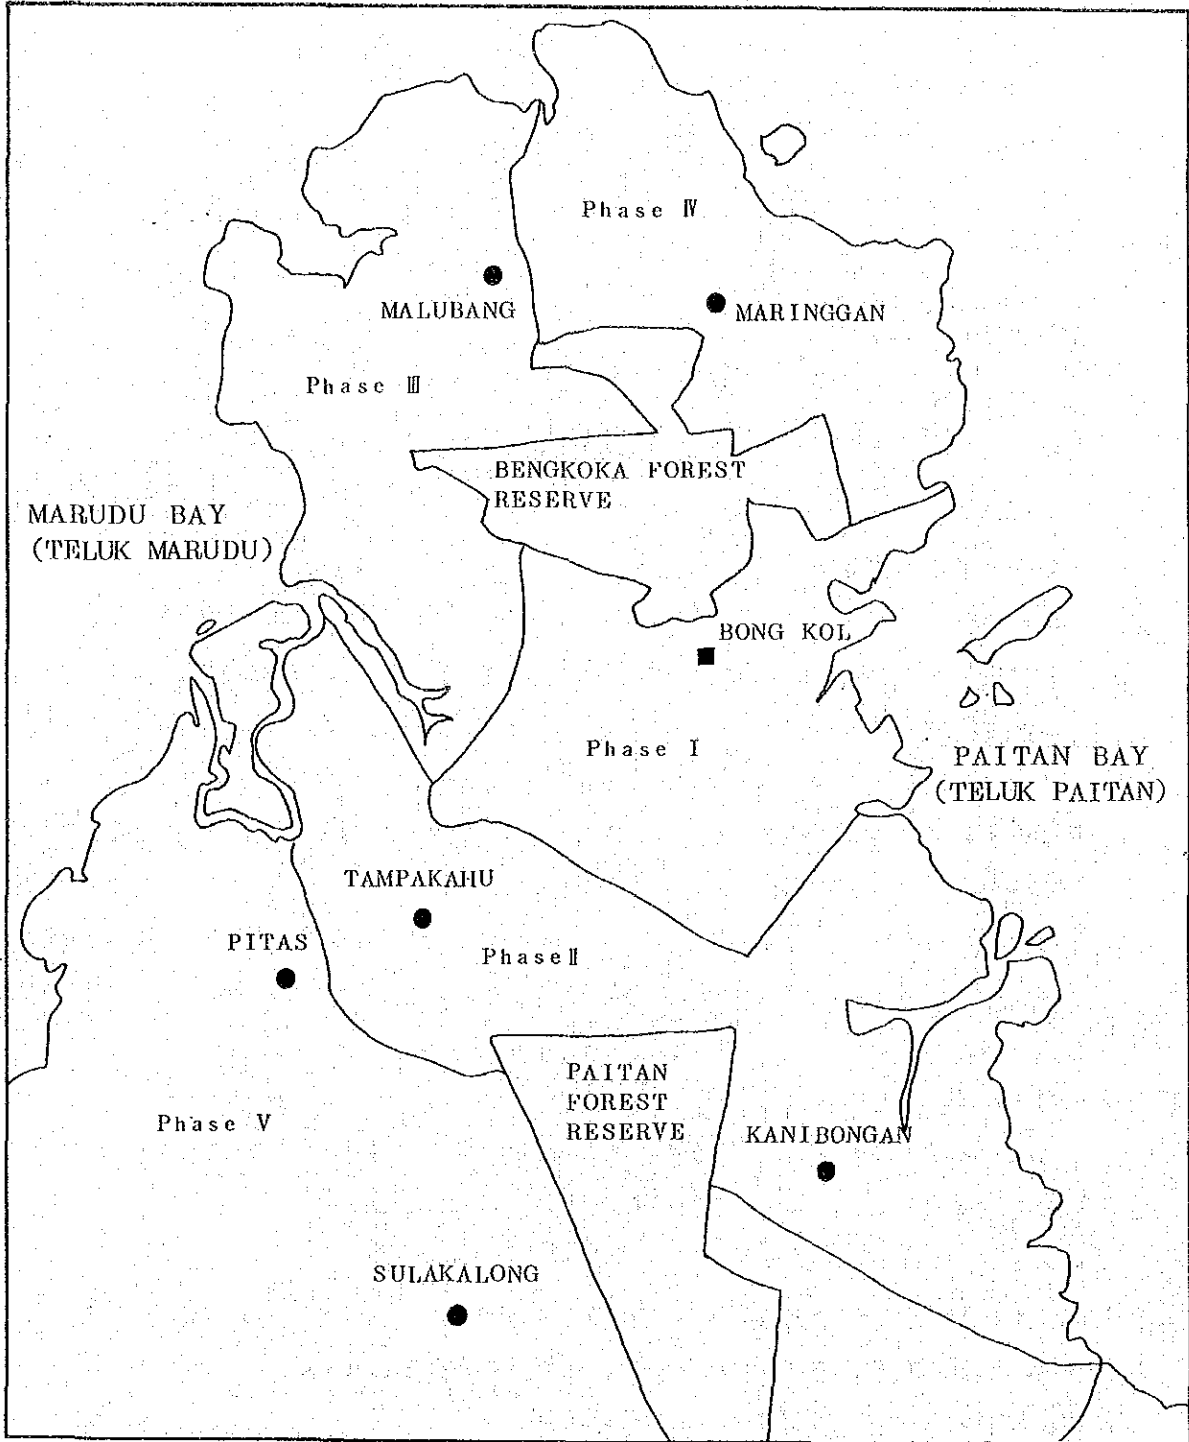 Phase Ⅳ
MALUBANG
MARINGGAN
Phase Ⅲ
BENGKOKA FOREST
RESERVE
MARUDU BAY
(TELUK MARUDU)
BONG KOL
Phase Ⅰ
PAITAN BAY
(TELUK PAITAN)
TAMPAKAHU
PITAS
Phase Ⅱ
PAITAN
FOREST
RESERVE
Phase Ⅴ
KANIBONGAN
SULAKALONG